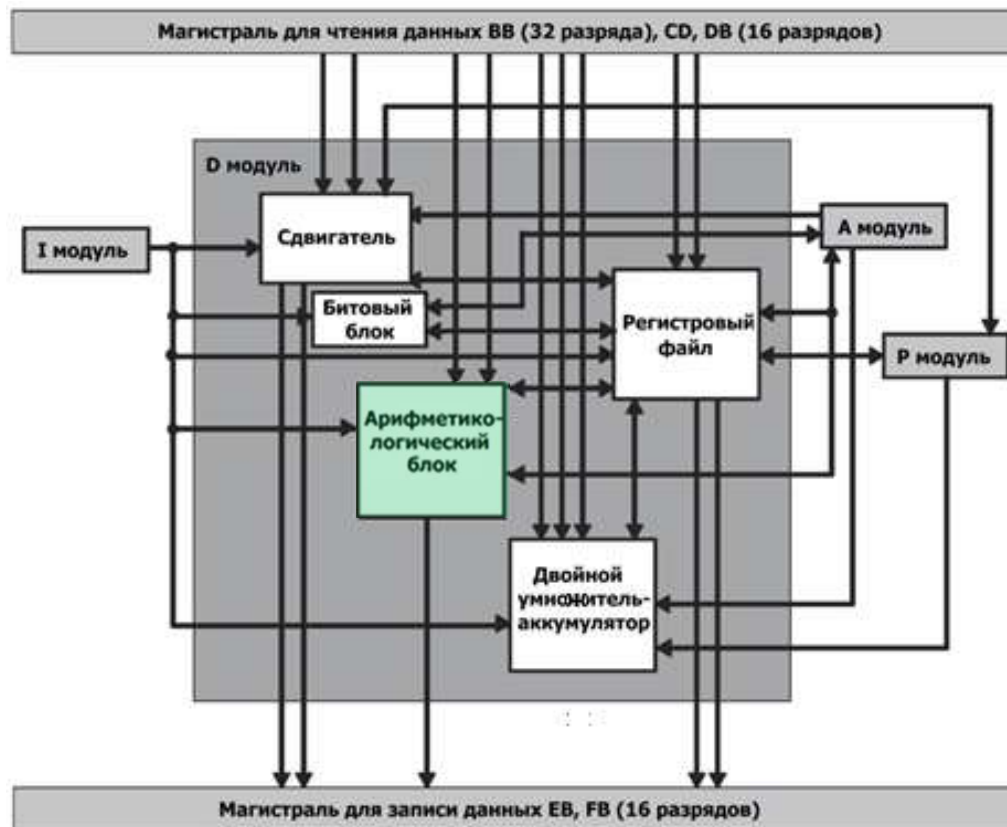 Магистраль для чтения данных BB (32 разряда), CD, DB (16 разрядов)
D модуль
Сдвигатель
I модуль
A модуль
Битовый
блок
Регистровый
файл
P модуль
Арифметико-
логический
блок
Двойной
умножитель-
аккумулятор
Магистраль для записи данных EB, FB (16 разрядов)